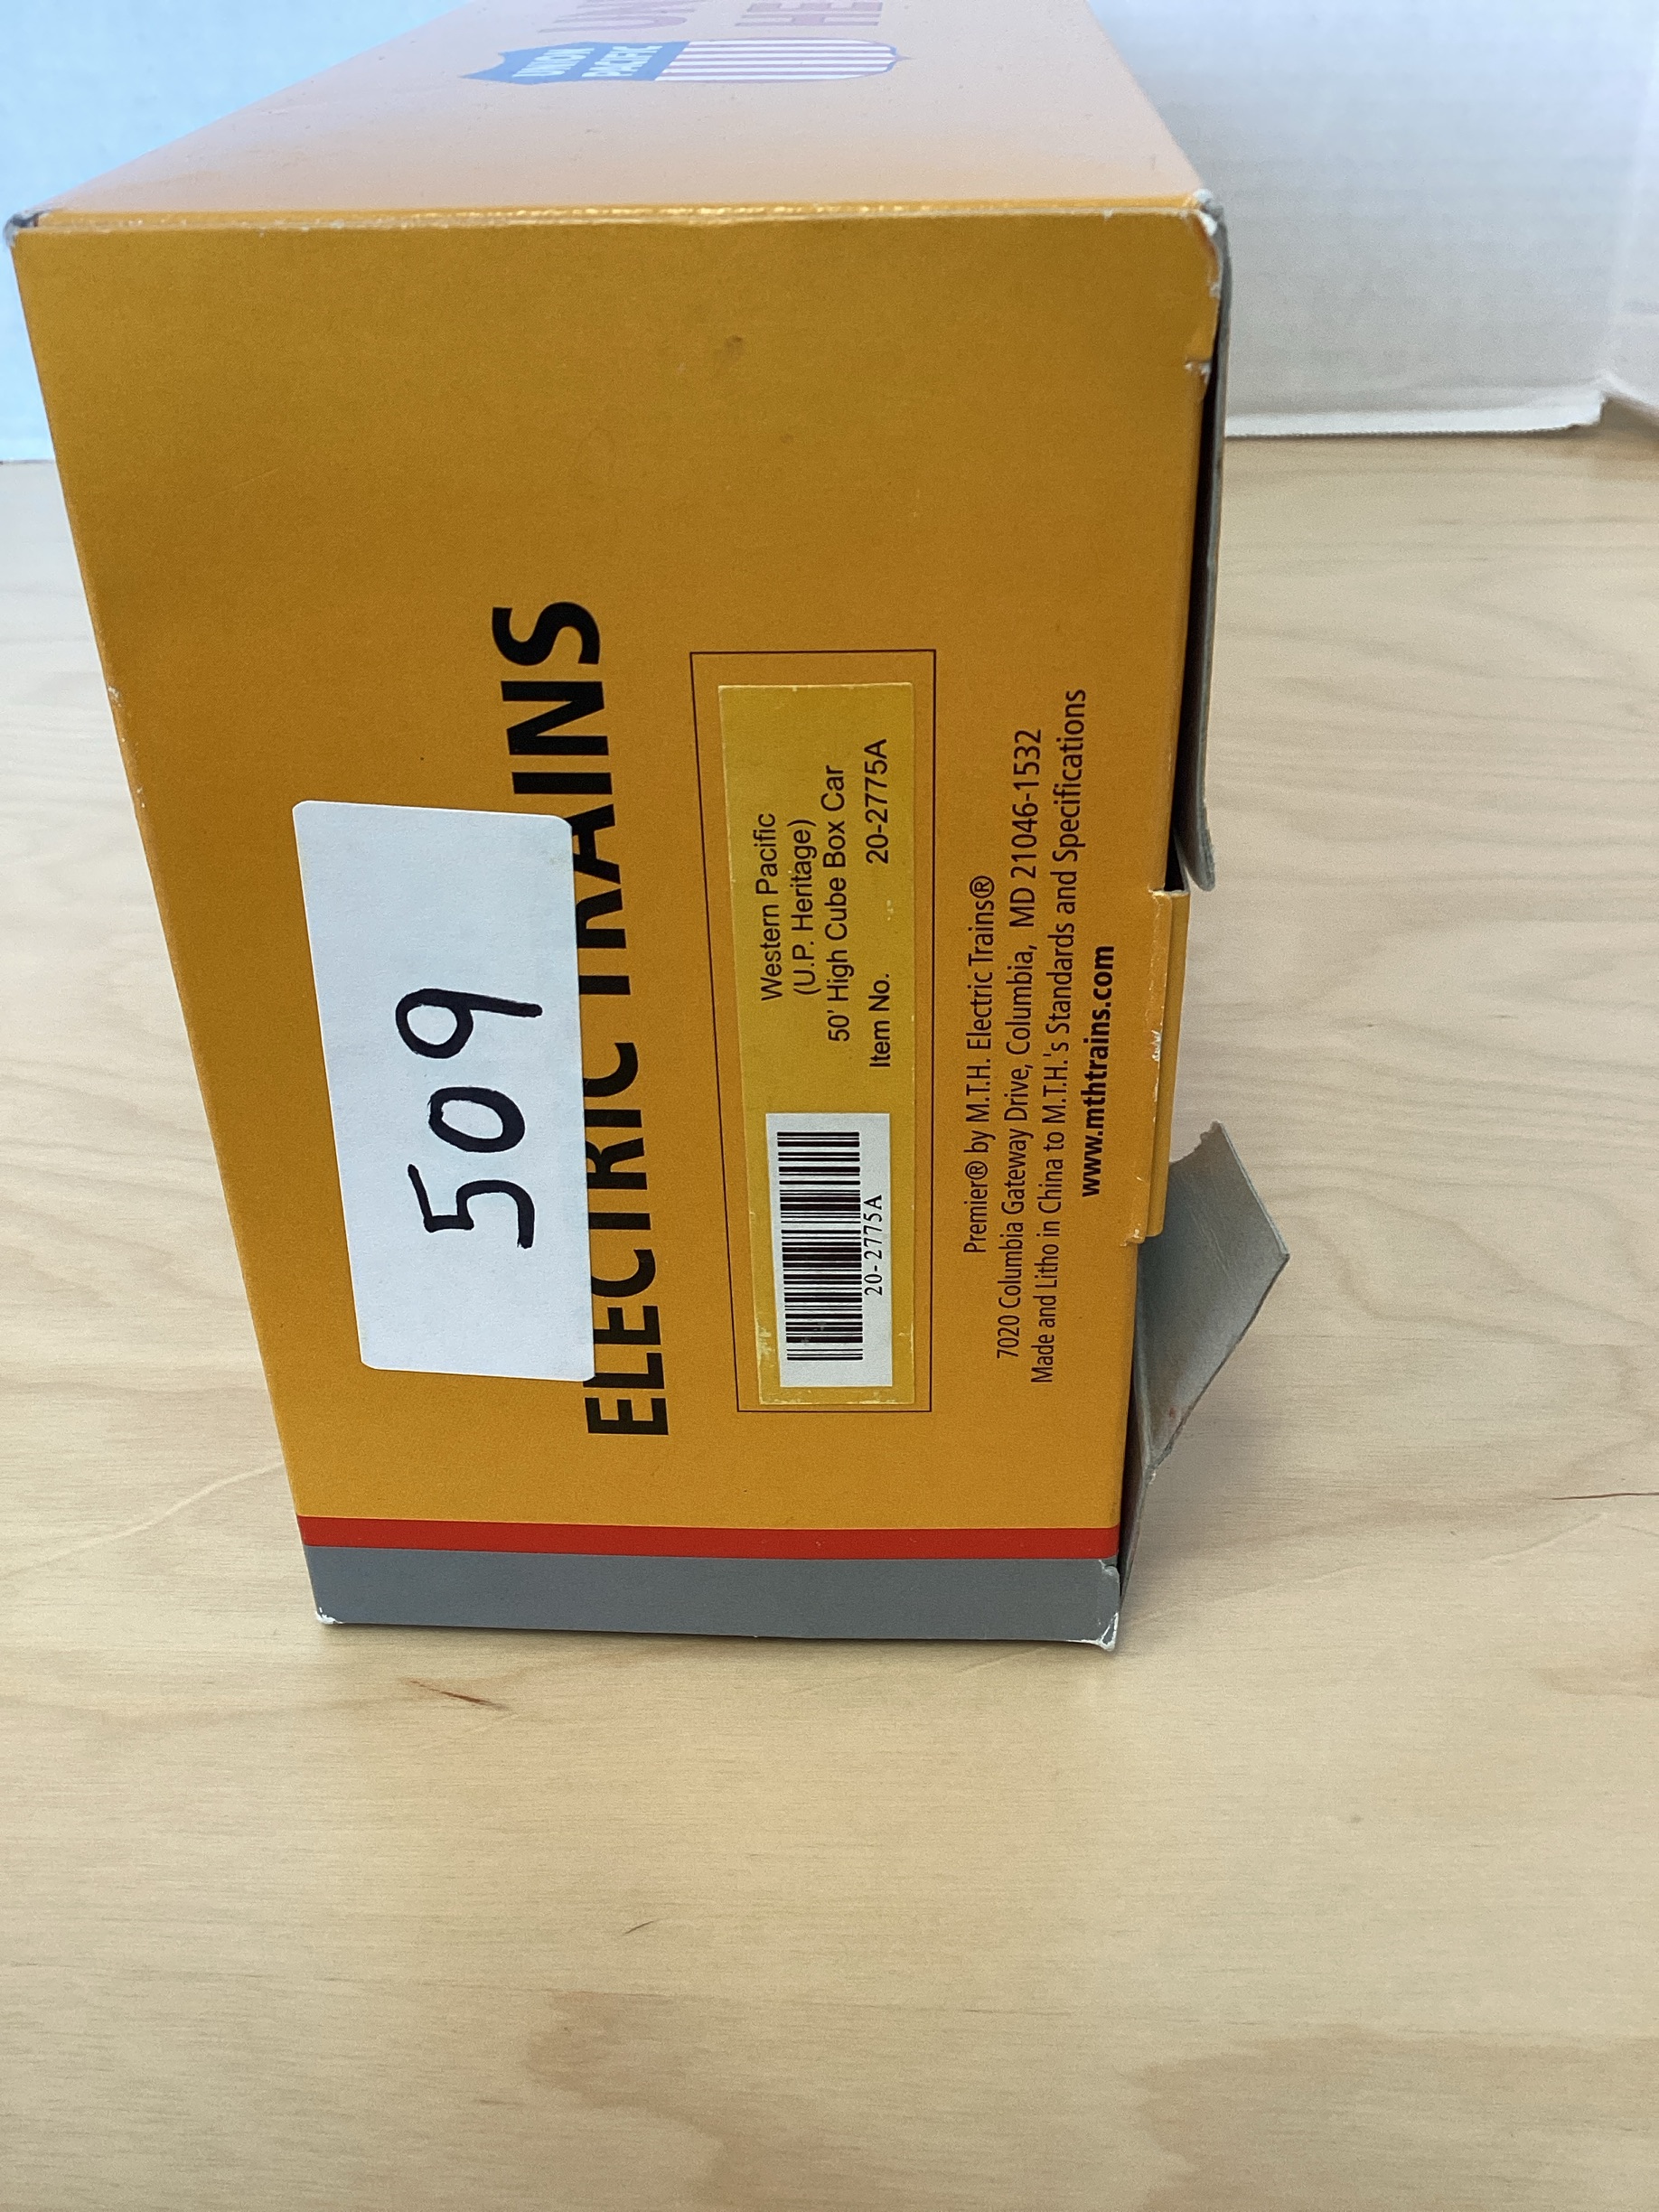 UNION
PACIFIC
509
ELECTRIC TRAINS
Western Pacific
(U.P. Heritage)
50' High Cube Box Car
Item No. 20-2775A
20-2775A
Premier® by M.T.H. Electric Trains®
7020 Columbia Gateway Drive, Columbia, MD 21046-1532
Made and Litho in China to M.T.H.'s Standards and Specifications
www.mthtrains.com